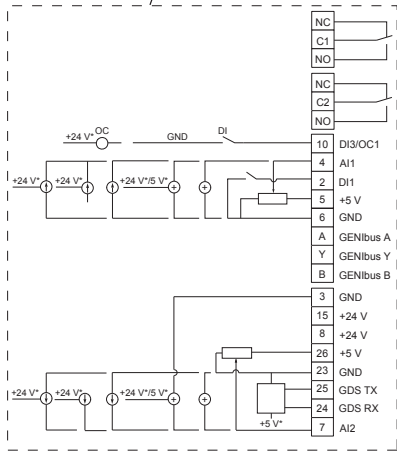 NC
C1
NO
NC
C2
NO
+24 V* OC GND DI 10 DI3/OC1
4 AI1
+24 V* +24 V* +24 V* +24 V*/5 V* 2 DI1
5 +5 V
6 GND
A GENIbus A
Y GENIbus Y
B GENIbus B
3 GND
15 +24 V
8 +24 V
26 +5 V
23 GND
+24 V* +24 V* +24 V* +24 V*/5 V* 25 GDS TX
24 GDS RX
+5 V* 7 AI2